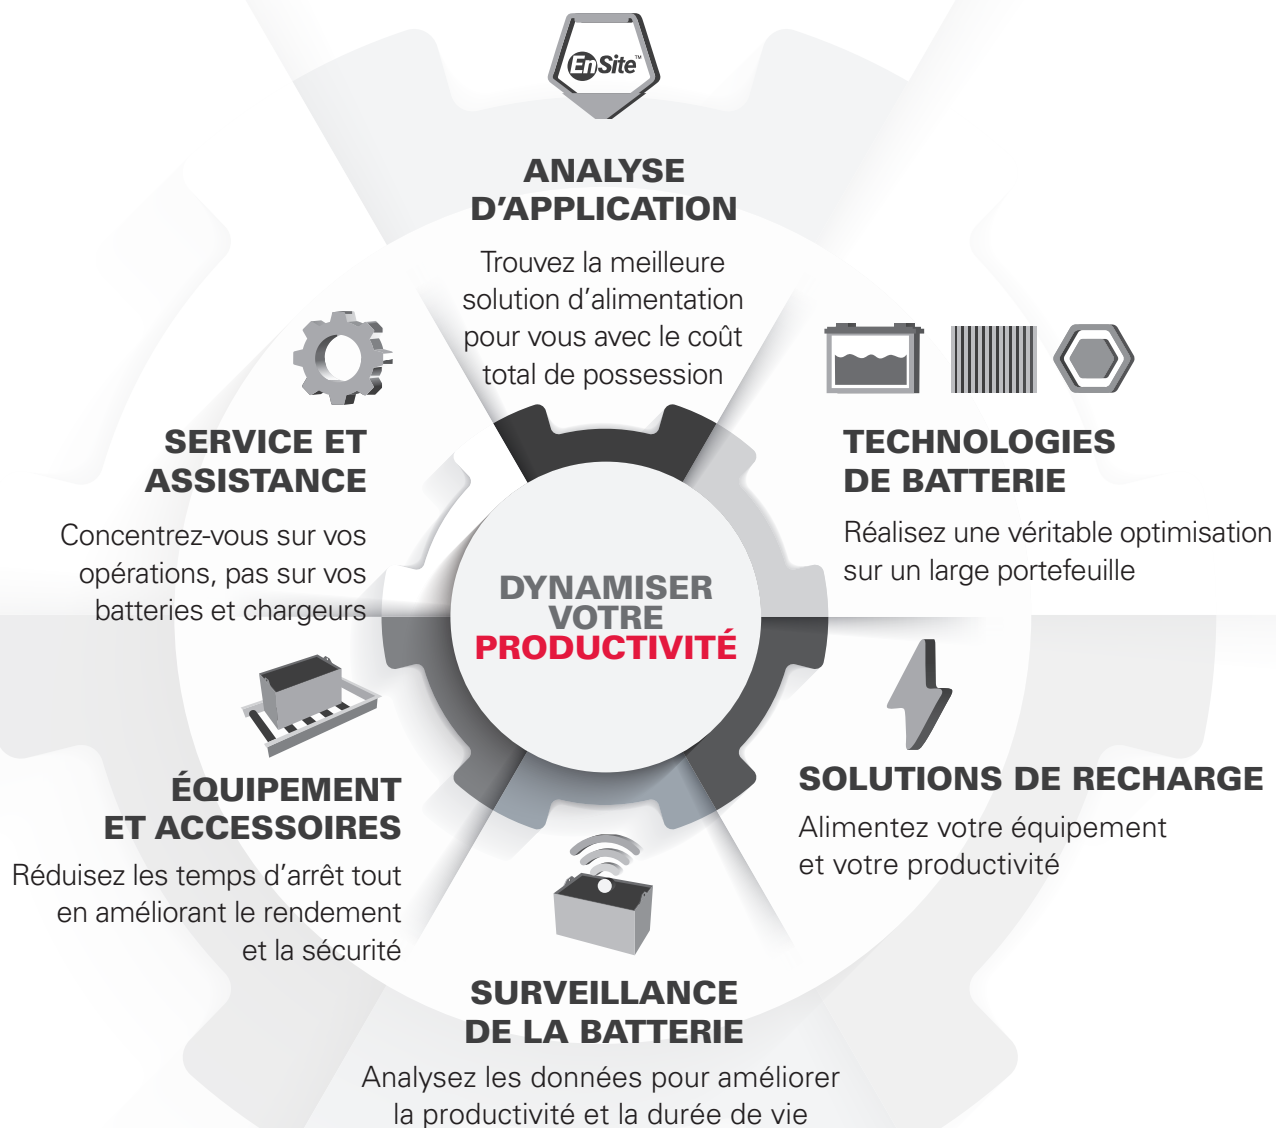 EnSite™
ANALYSE
D’APPLICATION
Trouvez la meilleure
solution d’alimentation
pour vous avec le coût
total de possession
TECHNOLOGIES
DE BATTERIE
Réalisez une véritable optimisation
sur un large portefeuille
SOLUTIONS DE RECHARGE
Alimentez votre équipement
et votre productivité
SURVEILLANCE
DE LA BATTERIE
Analysez les données pour améliorer
la productivité et la durée de vie
ÉQUIPEMENT
ET ACCESSOIRES
Réduisez les temps d’arrêt tout
en améliorant le rendement
et la sécurité
SERVICE ET
ASSISTANCE
Concentrez-vous sur vos
opérations, pas sur vos
batteries et chargeurs
DYNAMISER
VOTRE
PRODUCTIVITÉ